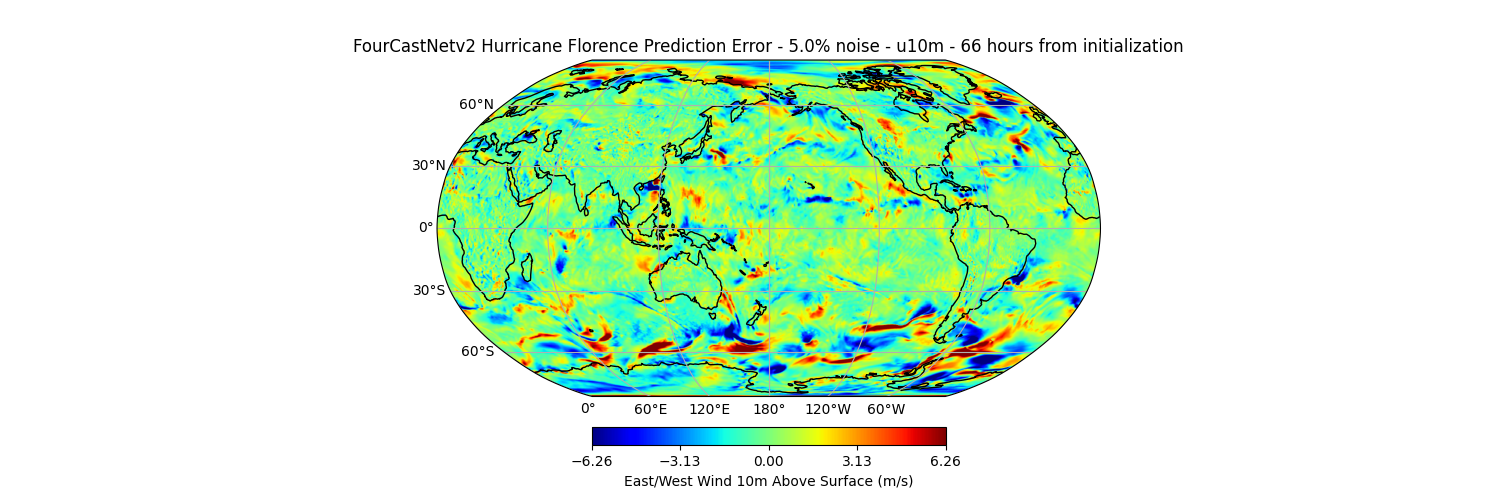 FourCastNetv2 Hurricane Florence Prediction Error - 5.0% noise - u10m - 66 hours from initialization
60°N
30°N
0°
30°S
60°S
0° 60°E 120°E 180° 120°W 60°W
−6.26 −3.13 0.00 3.13 6.26
East/West Wind 10m Above Surface (m/s)